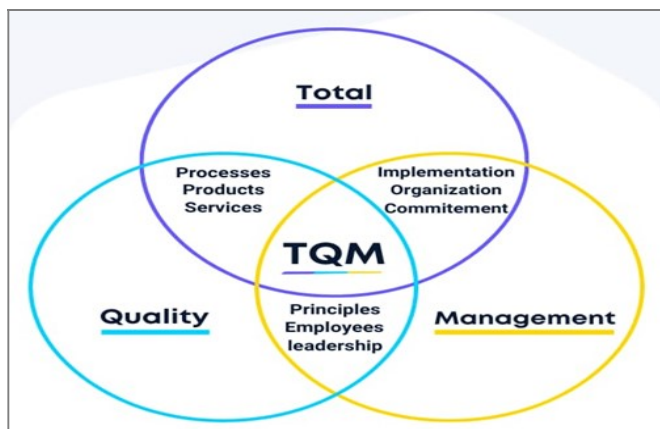 Total
Processes
Products
Services
Implementation
Organization
Commitement
TQM
Quality
Principles
Employees
leadership
Management